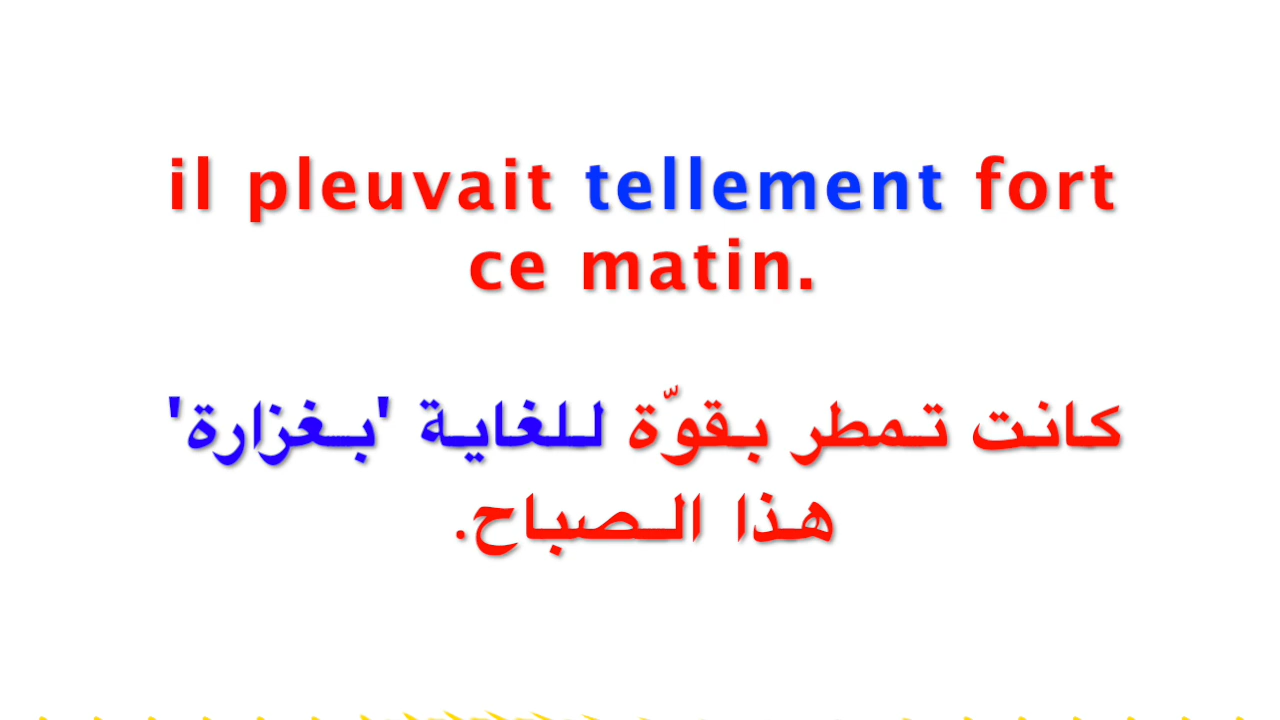 il pleuvait tellement fort
ce matin.
كانت تمطر بقوّة للغاية 'بغزارة'
هذا الصباح.